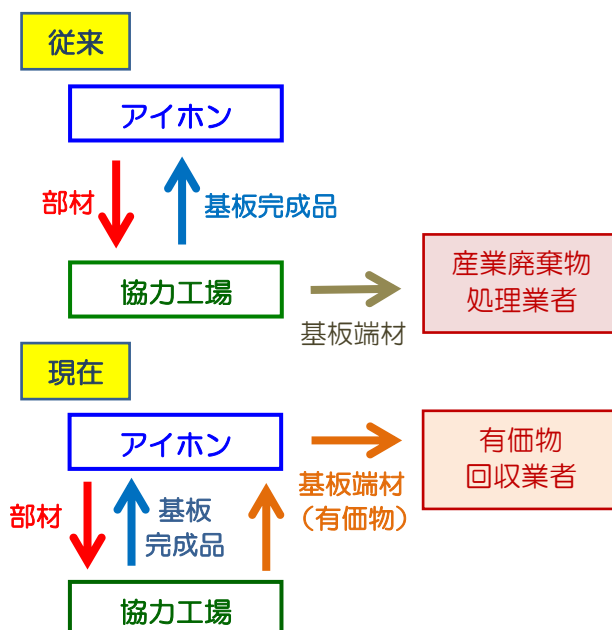 従来
アイホン
部材
基板完成品
協力工場
産業廃棄物
処理業者
基板端材
現在
アイホン
有価物
回収業者
基板端材
(有価物)
部材
基板
完成品
協力工場